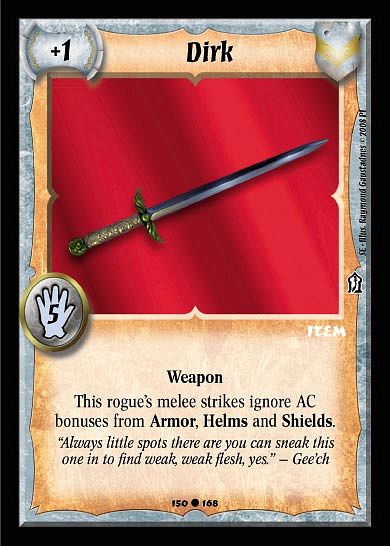 +1
Dirk
SE • Illus. Raymond Gaustadnes © 2008 PI
5
ITEM
Weapon
This rogue's melee strikes ignore AC
bonuses from Armor, Helms and Shields.
“Always little spots there are you can sneak this
one in to find weak, weak flesh, yes.” – Gee'ch
150 ● 168